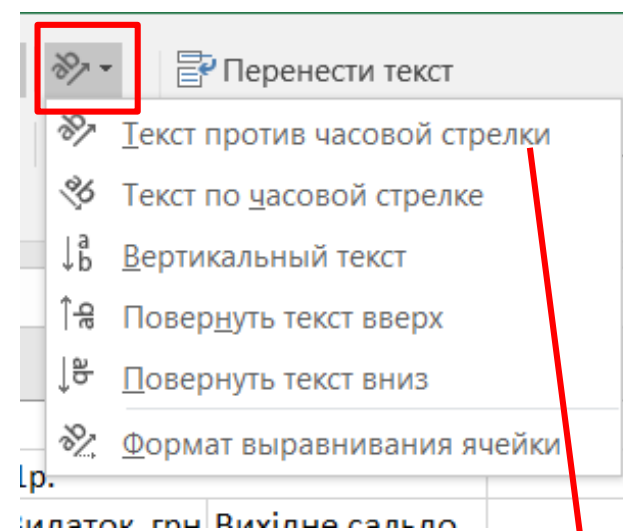 Перенести текст
Текст против часовой стрелки
Текст по часовой стрелке
Вертикальный текст
Повернуть текст вверх
Повернуть текст вниз
Формат выравнивания ячейки
р.
грн Вихідне сальдо